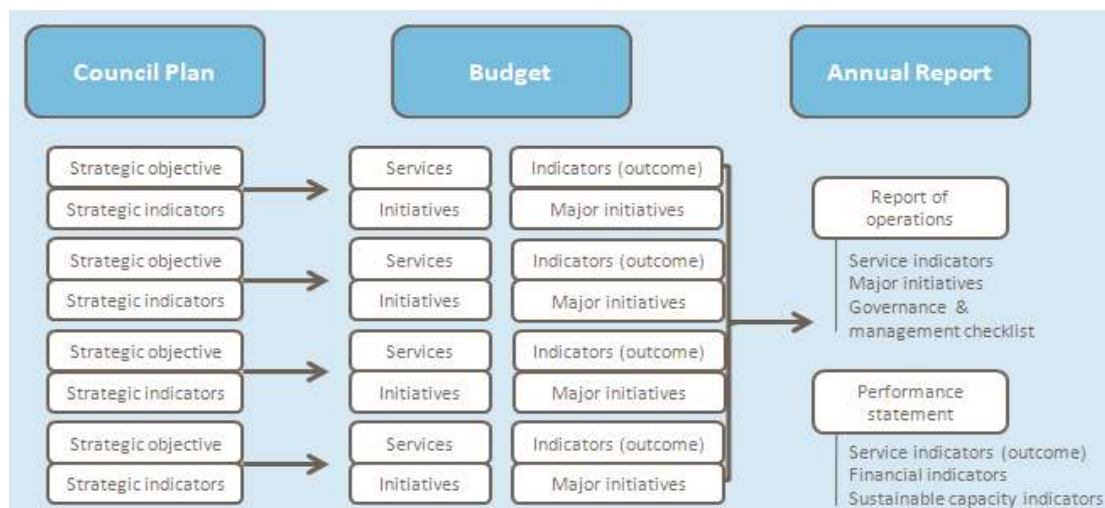 Council Plan
Budget
Annual Report
Strategic objective
Strategic indicators
Services
Initiatives
Indicators (outcome)
Major initiatives
Strategic objective
Strategic indicators
Services
Initiatives
Indicators (outcome)
Major initiatives
Strategic objective
Strategic indicators
Services
Initiatives
Indicators (outcome)
Major initiatives
Strategic objective
Strategic indicators
Services
Initiatives
Indicators (outcome)
Major initiatives
Report of
operations
Service indicators
Major initiatives
Governance &
management checklist
Performance
statement
Service indicators (outcome)
Financial indicators
Sustainable capacity indicators